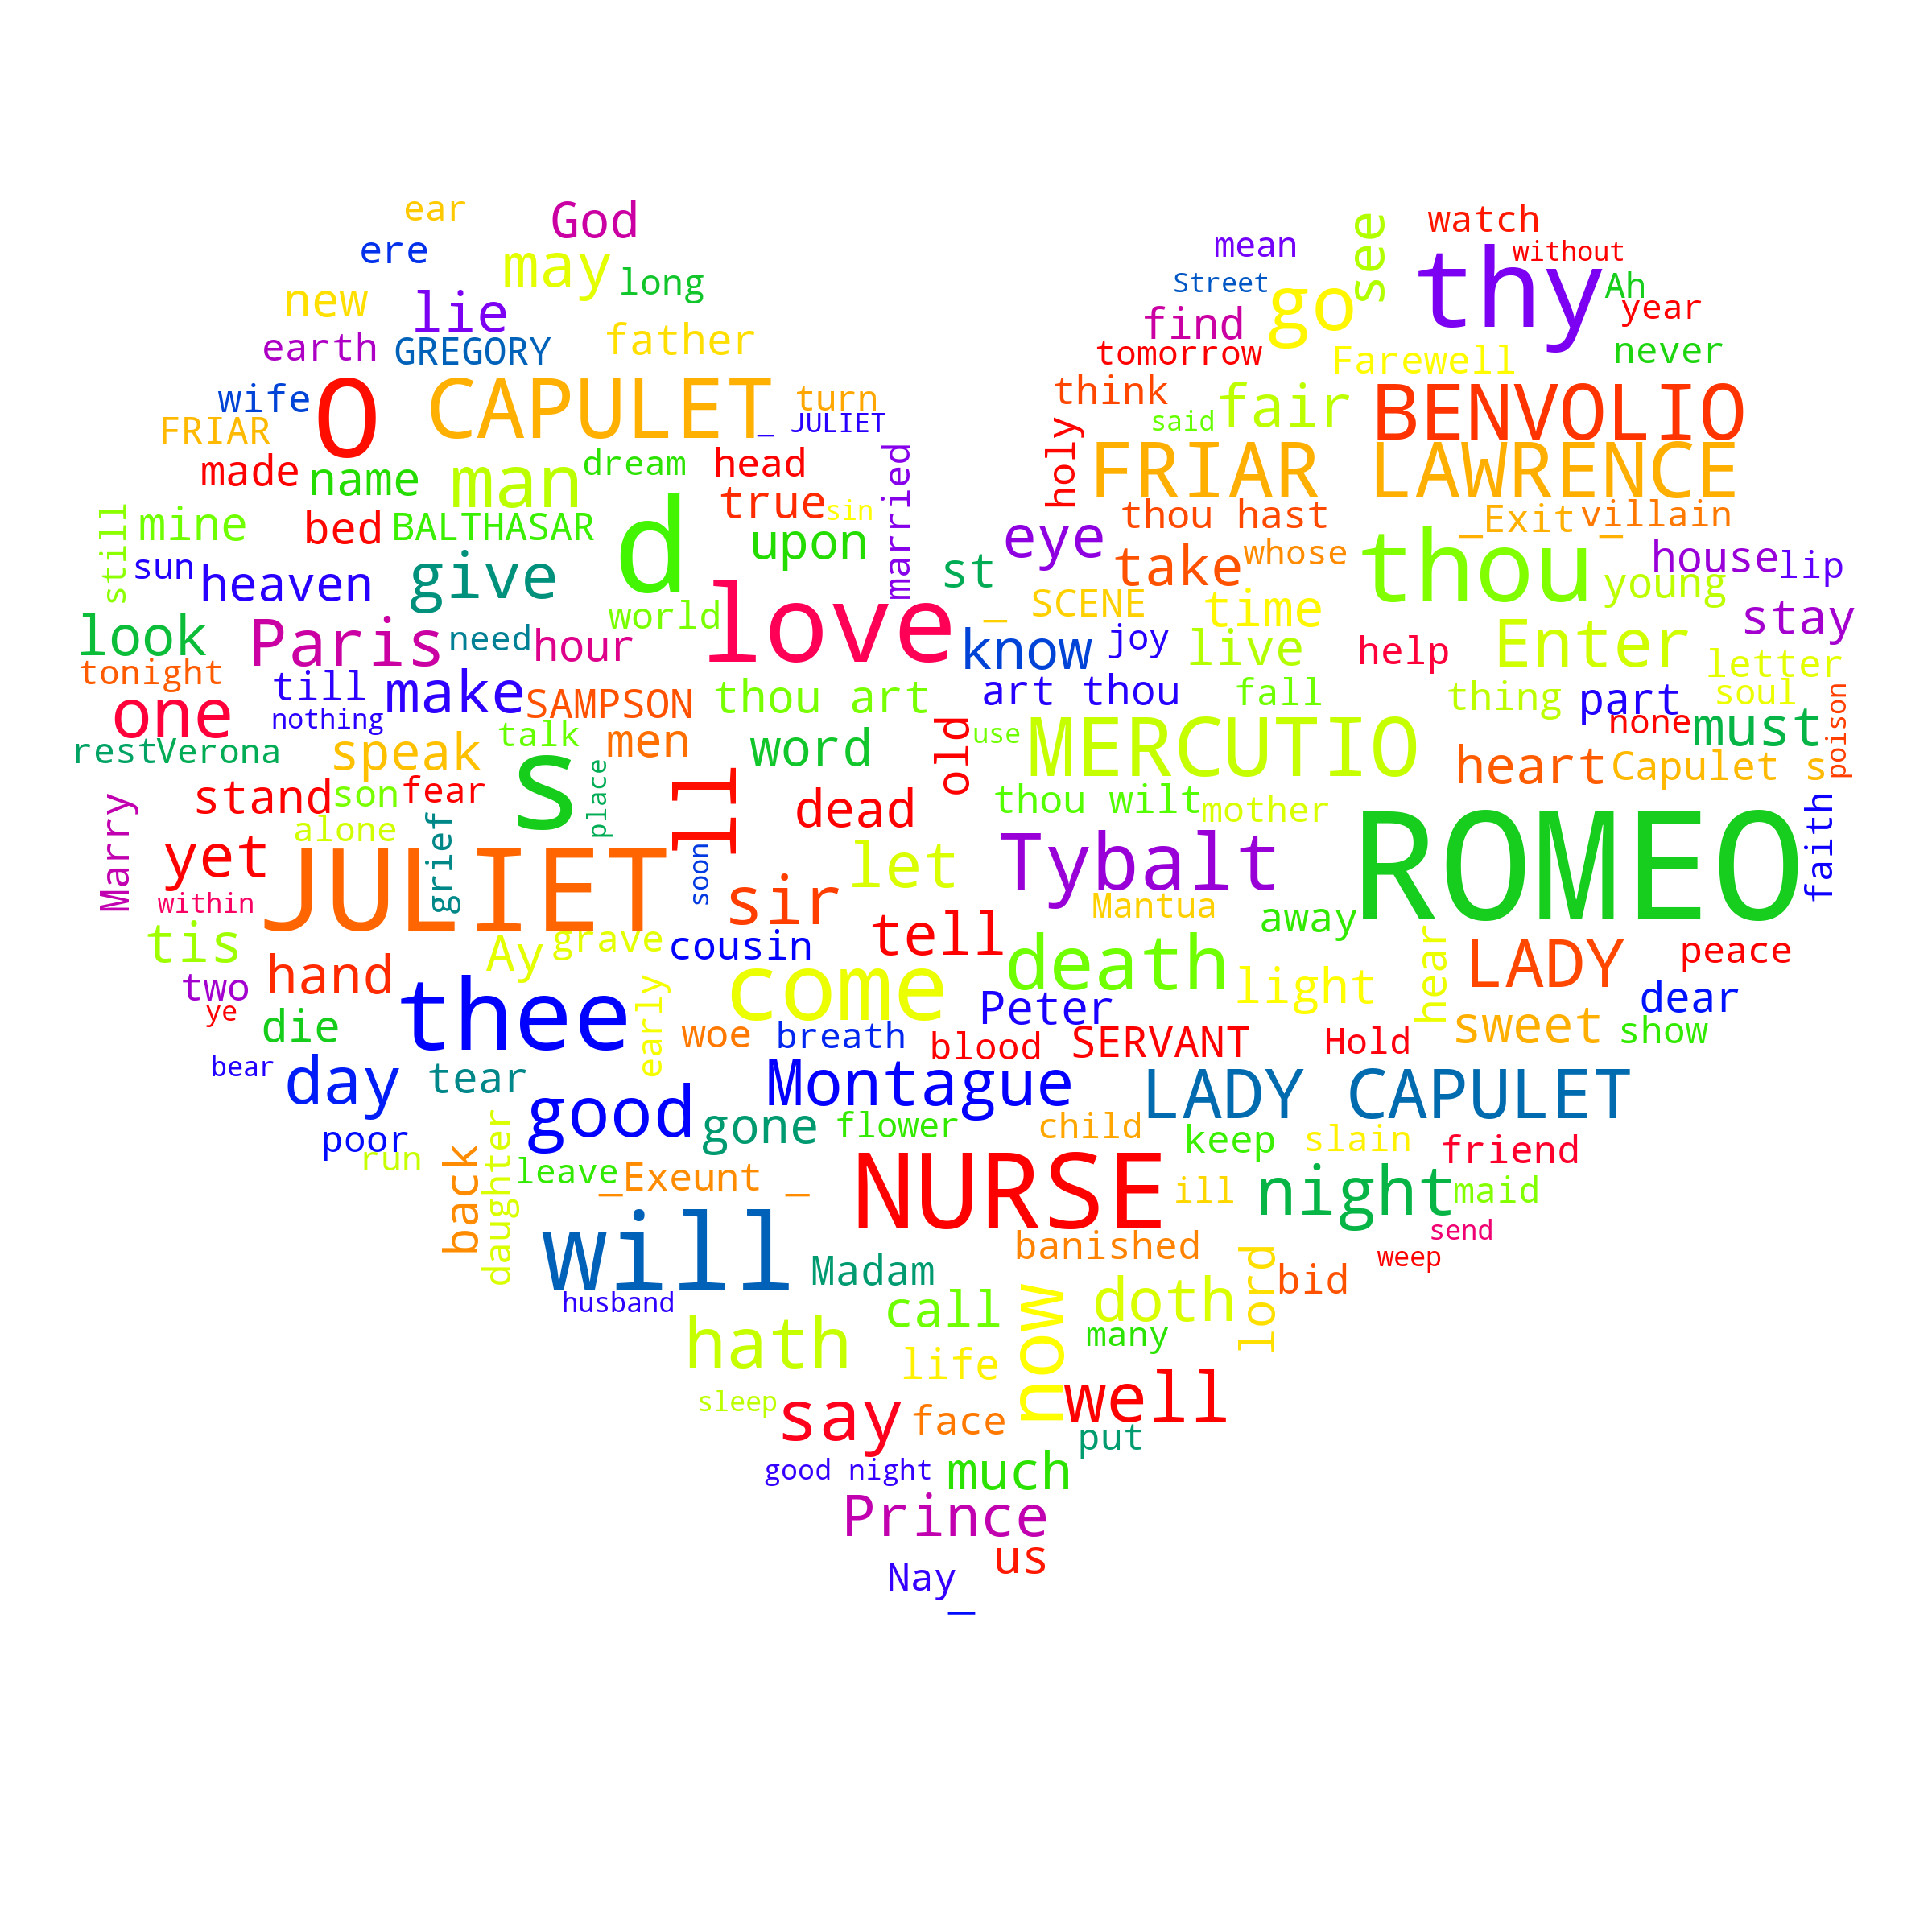 ear
God
watch
see
mean
without
ere
may
thy
long
Street
go
Ah
new
lie
find
year
earth
GREGORY
father
tomorrow
Farewell
never
wife
O
CAPULET
turn
think
fair
BENVOLIO
FRIAR
_ JULIET
said
holy
FRIAR LAWRENCE
made
name
man
dream
head
married
still
mine
bed
BALTHASAR
d
true
sin
thou hast
_Exit _
villain
sun
heaven
give
upon
st
eye
take
whose
thou
house
lip
young
look
Paris
need
hour
world
love
_ SCENE
time
stay
know
joy
live
help
Enter
letter
tonight
till
make
SAMPSON
thou art
art thou
fall
thing
part
soul
one
nothing
none
must
poison
rest
Verona
speak
talk
men
word
old
use
MERCUTIO
heart
Capulet s
stand
son
fear
s
place
ll
dead
thou wilt
mother
ROMEO
faith
Marry
alone
grief
yet
JULIET
soon
let
Tybalt
within
sir
Mantua
away
tis
hand
Ay
grave
cousin
tell
death
light
hear
LADY
peace
two
ye
thee
early
come
Peter
dear
die
woe
breath
blood
SERVANT
Hold
sweet
show
bear
day
tear
Montague
LADY CAPULET
good
gone
flower
child
keep
slain
friend
poor
run
back
daughter
leave
_Exeunt _
NURSE
ill
night
maid
send
will
banished
weep
Madam
lord
bid
husband
call
now
doth
many
hath
life
sleep
say
face
well
put
good night
much
Prince
us
Nay
_